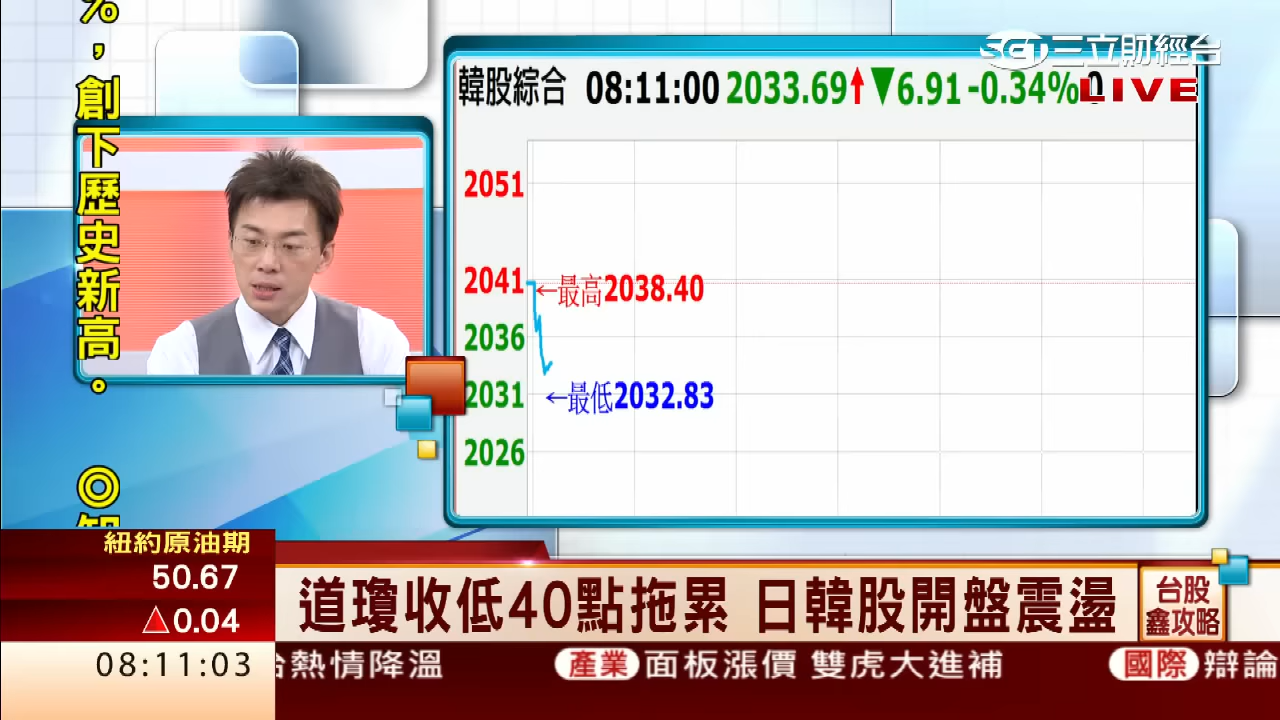 %，創下歷史新高。 ◎
SET三立財經台
LIVE
韓股綜合 08:11:00 2033.69 ▼6.91 -0.34% 0
2051
2041
←最高2038.40
2036
2031
←最低2032.83
2026
紐約原油期
50.67
△0.04
08:11:03
道瓊收低40點拖累 日韓股開盤震盪
台股
鑫攻略
熱情降溫 產業 面板漲價 雙虎大進補 國際 辯論